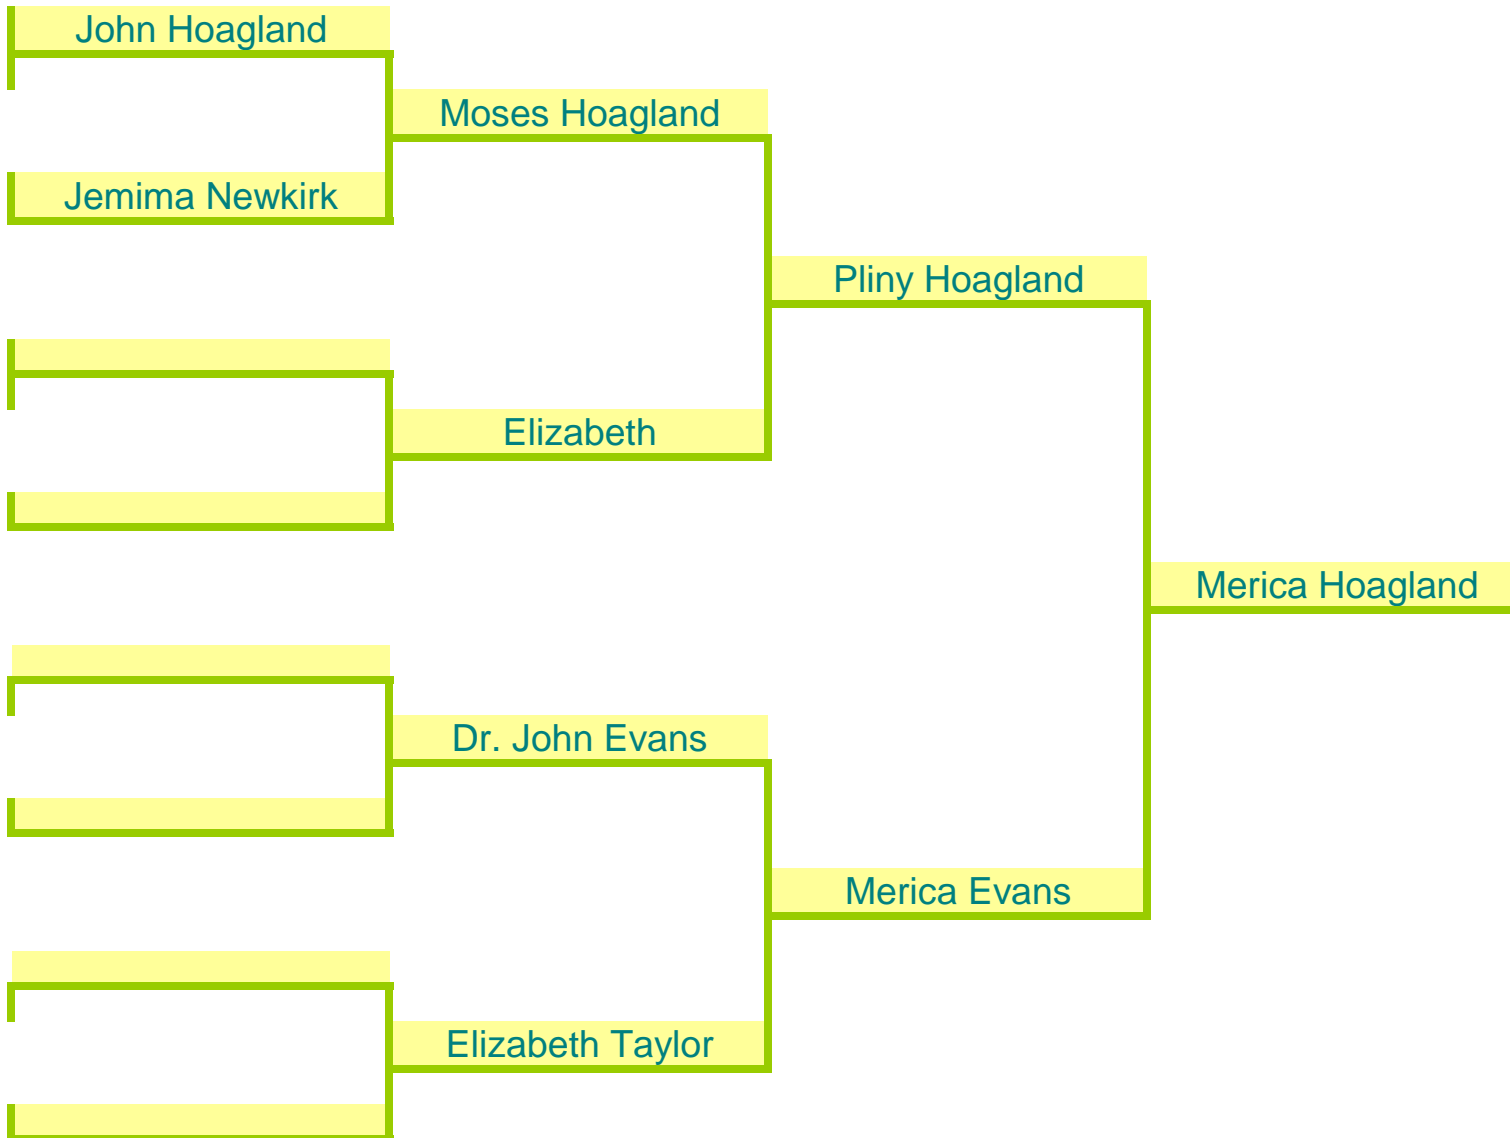 John Hoagland
Moses Hoagland
Jemima Newkirk
Pliny Hoagland
Elizabeth
Merica Hoagland
Dr. John Evans
Merica Evans
Elizabeth Taylor